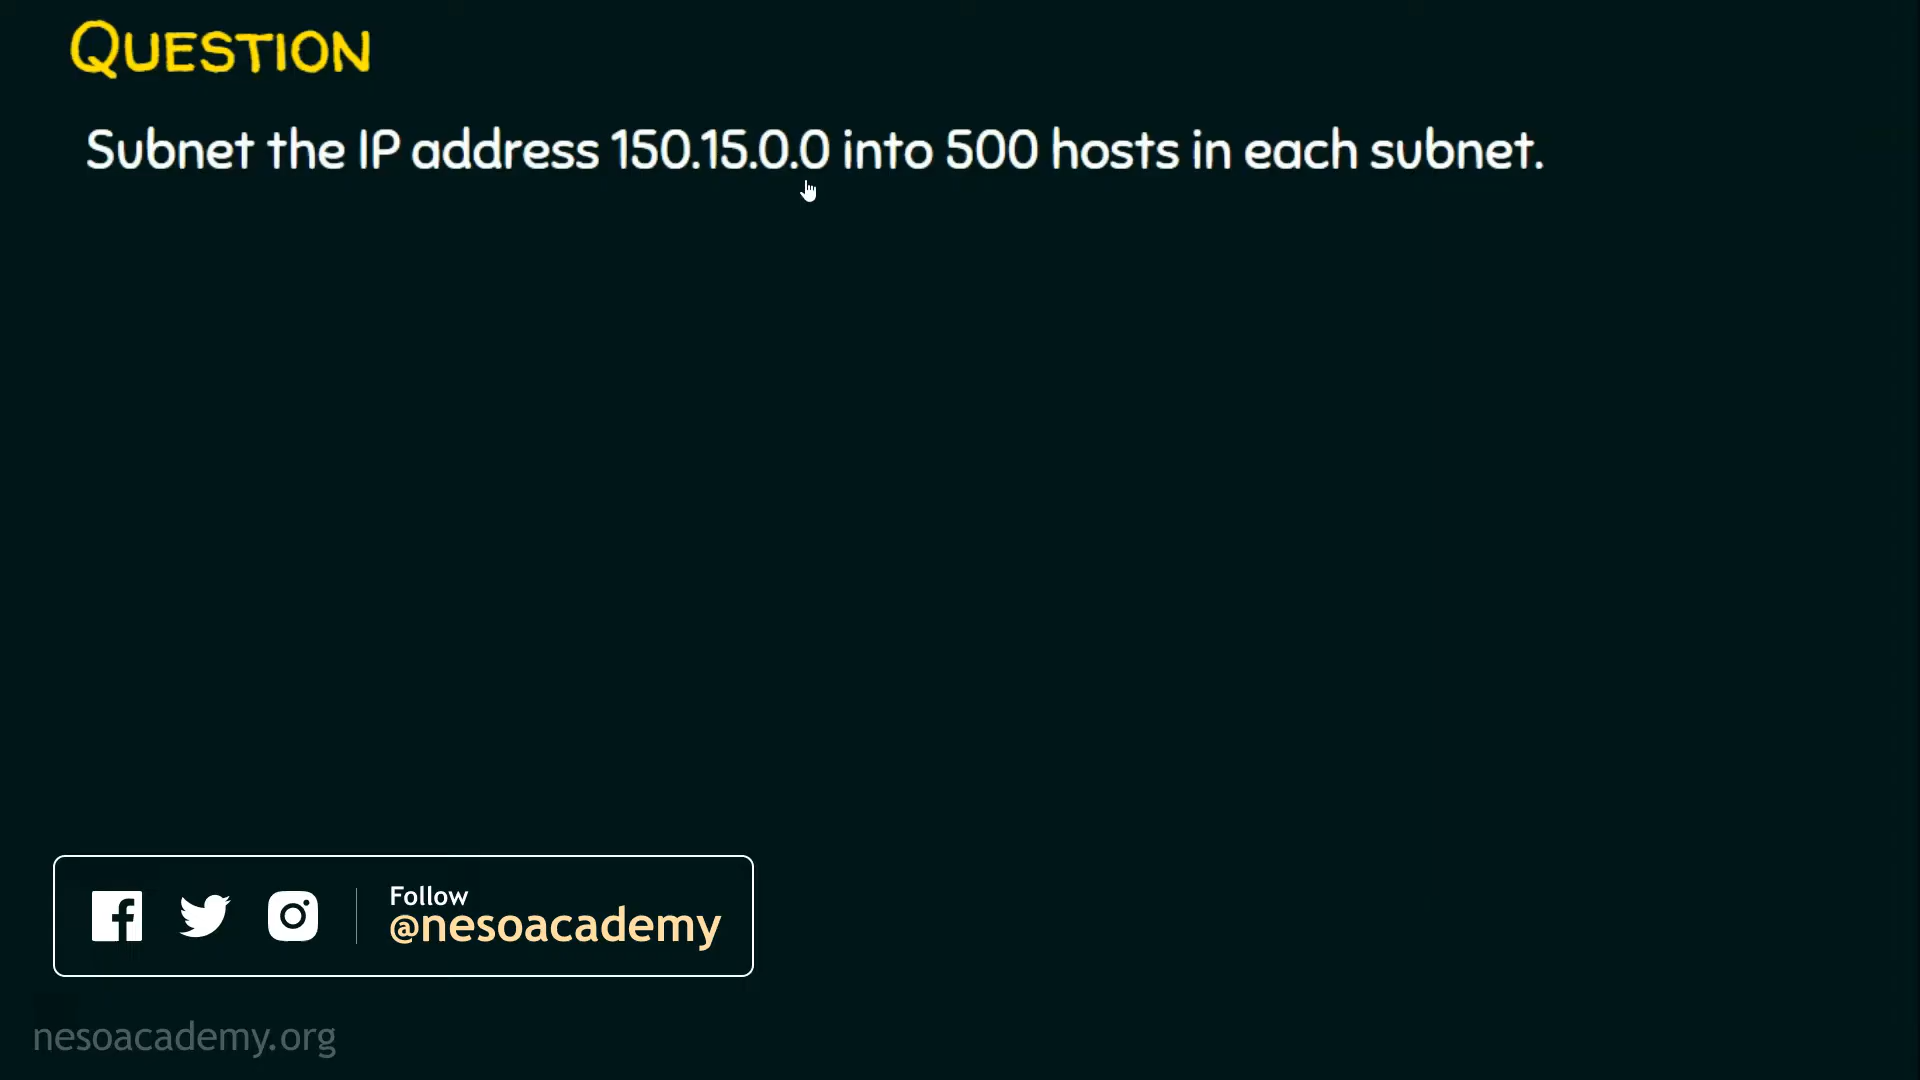 QUESTION
Subnet the IP address 150.15.0.0 into 500 hosts in each subnet.
Follow
@nesoacademy
nesoacademy.org